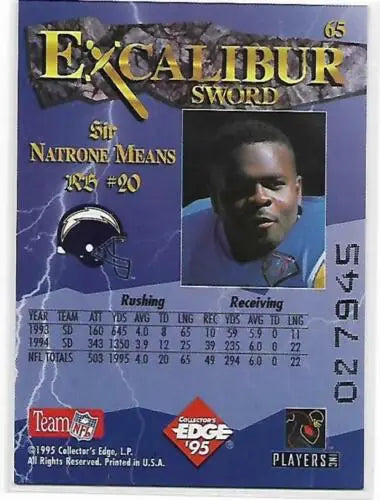 65
EXCALIBUR
SWORD
Sir
NATRONE MEANS
RB #20
Rushing Receiving
YEAR TEAM ATT YDS AVG TD LNG REC YDS AVG TD LNG
1993 SD 160 645 4.0 8 65 10 59 5.9 0 11
1994 SD 343 1350 3.9 12 25 39 235 6.0 0 22
NFL TOTALS 503 1995 4.0 20 65 49 294 6.0 0 22
027945
Team NFL
COLLECTOR'S
EDGE
'95
PLAYERS INC
©1995 Collector's Edge, L.P.
All Rights Reserved. Printed in U.S.A.